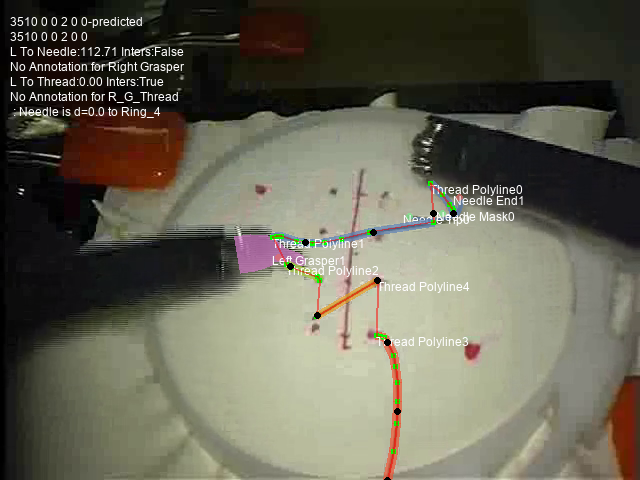 3510 0 0 2 0 0-predicted
3510 0 0 2 0 0
L To Needle:112.71 Inters:False
No Annotation for Right Grasper
L To Thread:0.00 Inters:True
No Annotation for R_G_Thread
: Needle is d=0.0 to Ring_4
Thread Polyline0
Needle End1
Needle Mask0
Thread Polyline1
Left Grasper1
Thread Polyline2
Thread Polyline4
Thread Polyline3